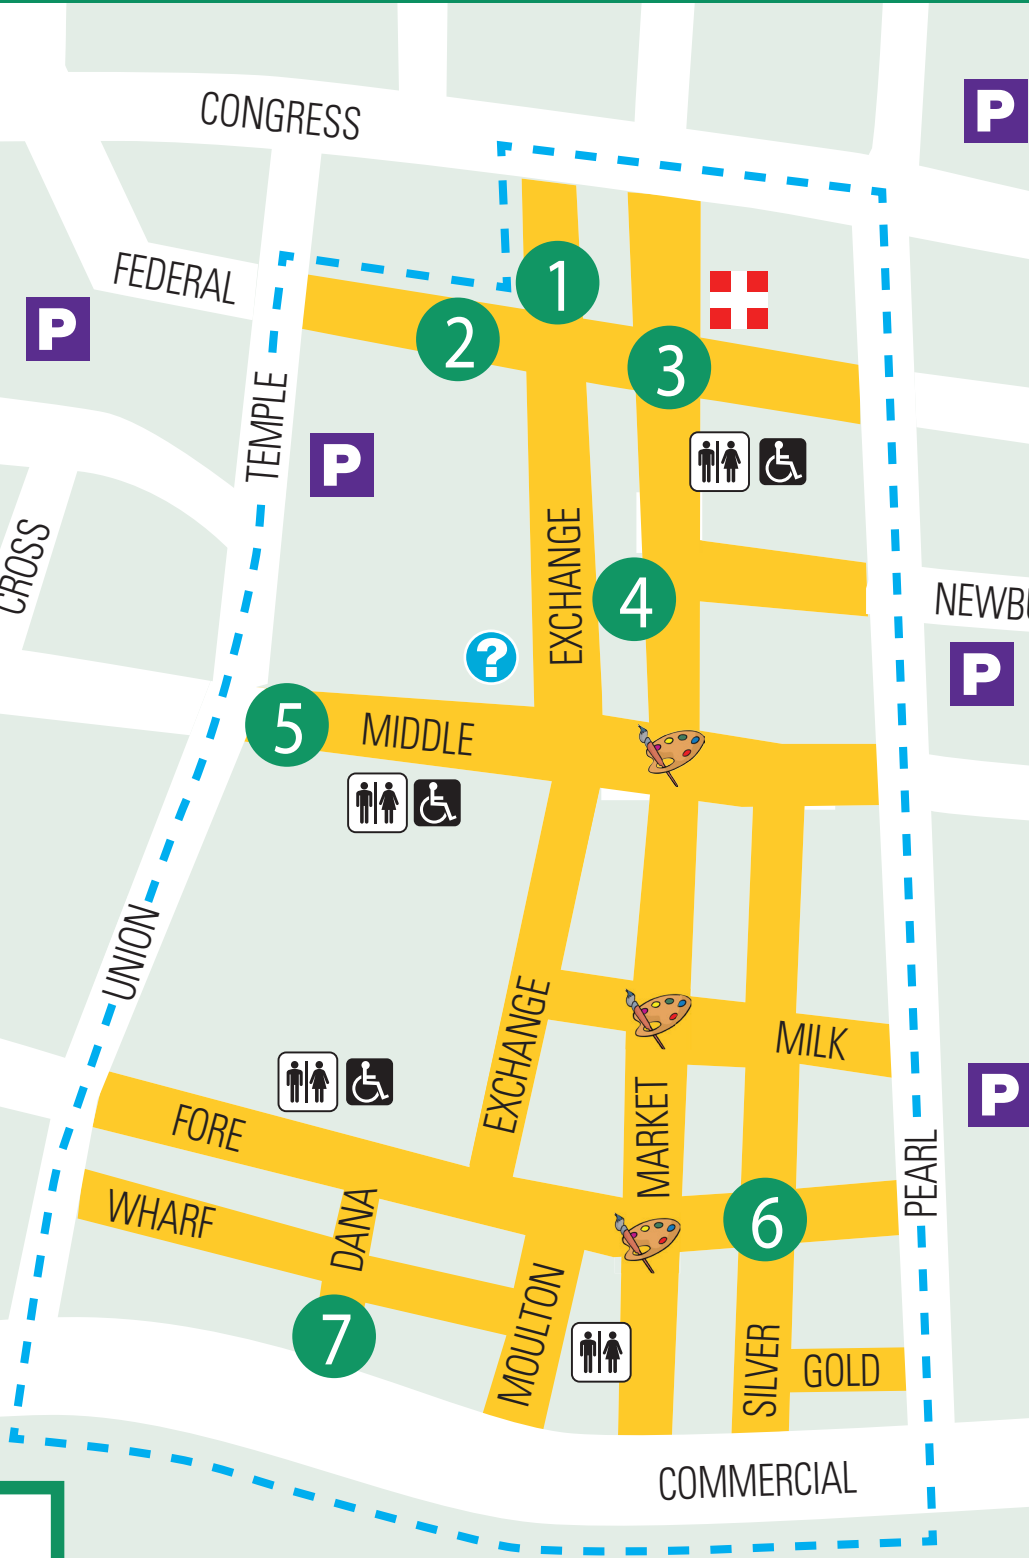 CONGRESS
P
FEDERAL
1
P
2
3
TEMPLE
P
CROSS
EXCHANGE
4
?
P
5
MIDDLE
UNION
EXCHANGE
MILK
P
FORE
MARKET
PEARL
WHARF
DANA
6
7
MOULTON
SILVER
GOLD
COMMERCIAL
NEWBU